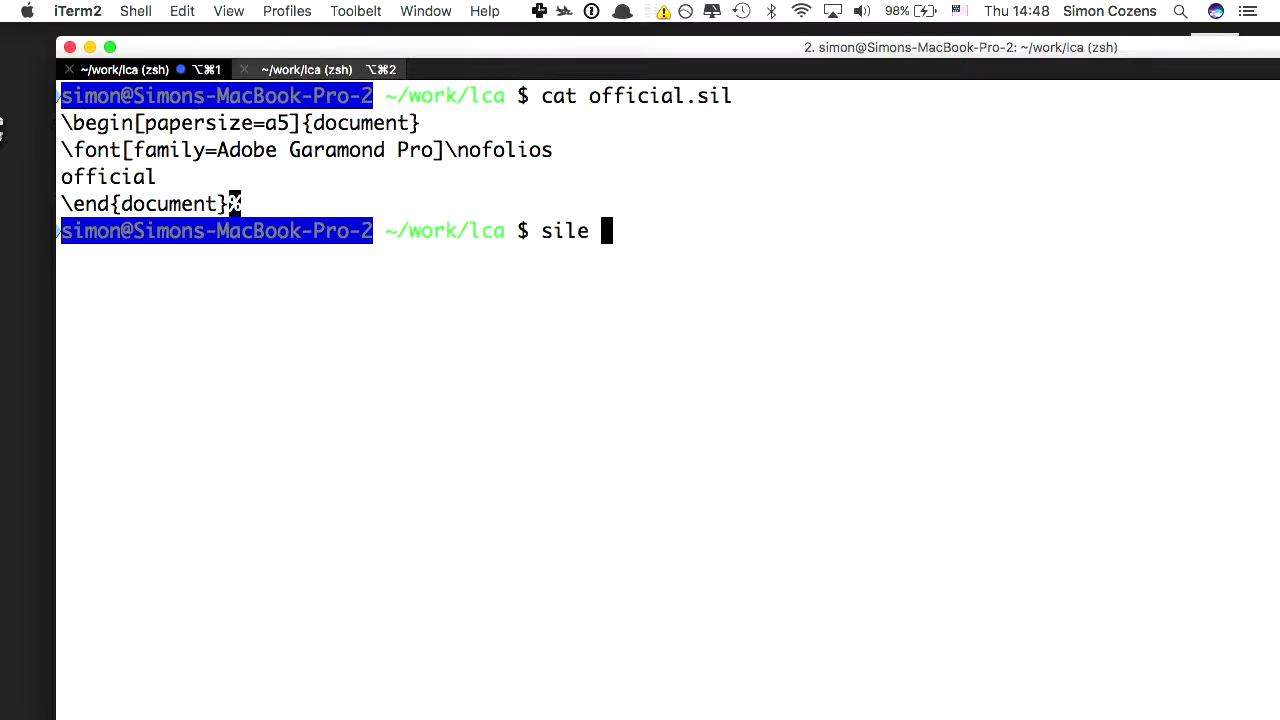 iTerm2 Shell Edit View Profiles Toolbelt Window Help 98% Thu 14:48 Simon Cozens
2. simon@Simons-MacBook-Pro-2: ~/work/lca (zsh)
× ~/work/lca (zsh) ⌥⌘1 × ~/work/lca (zsh) ⌥⌘2
simon@Simons-MacBook-Pro-2 ~/work/lca $ cat official.sil
\begin[papersize=a5]{document}
\font[family=Adobe Garamond Pro]\nofolios
official
\end{document}%
simon@Simons-MacBook-Pro-2 ~/work/lca $ sile